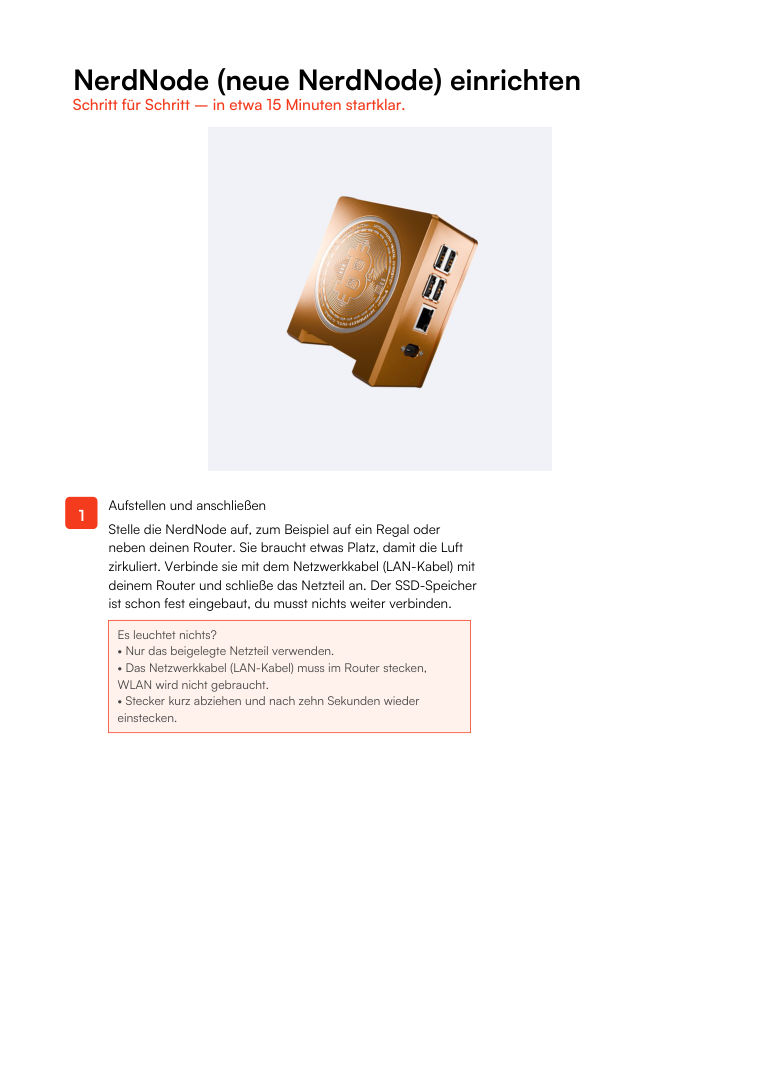 NerdNode (neue NerdNode) einrichten
Schritt für Schritt — in etwa 15 Minuten startklar.
1
Aufstellen und anschließen
Stelle die NerdNode auf, zum Beispiel auf ein Regal oder
neben deinen Router. Sie braucht etwas Platz, damit die Luft
zirkuliert. Verbinde sie mit dem Netzwerkkabel (LAN-Kabel) mit
deinem Router und schließe das Netzteil an. Der SSD-Speicher
ist schon fest eingebaut, du musst nichts weiter verbinden.
Es leuchtet nichts?
• Nur das beigelegte Netzteil verwenden.
• Das Netzwerkkabel (LAN-Kabel) muss im Router stecken,
WLAN wird nicht gebraucht.
• Stecker kurz abziehen und nach zehn Sekunden wieder
einstecken.